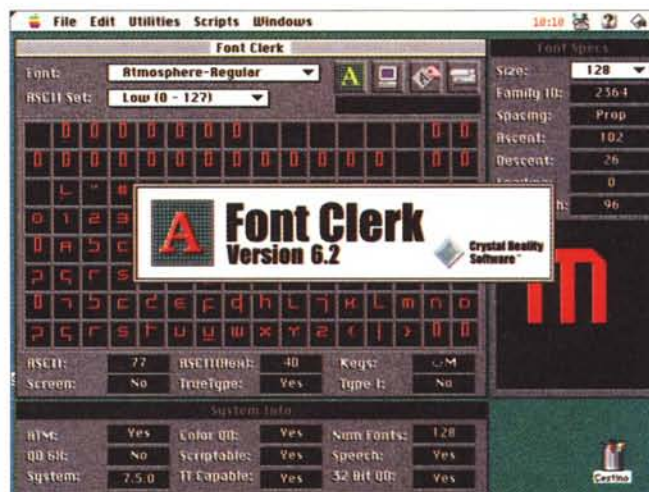 File Edit Utilities Scripts Windows 10:10
Font Clerk
Font: Atmosphere-Regular
ASCII Set: Low (0 - 127)
A
Font Specs
Size: 128
Family ID: 2364
Spacing: Prop
Ascent: 102
Descent: 26
0
96
m
A Font Clerk
Version 6.2
Crystal Reality
Software™
ASCII: 77 ASCII(Hex): 4D Keys: M
Screen: No TrueType: Yes Type 1: No
System Info
ATM: Yes Color QD: Yes Num Fonts: 128
QD GX: No Scriptable: Yes Speech: Yes
System: 7.5.0 TT Capable: Yes 32 Bit QD: Yes
Cestino